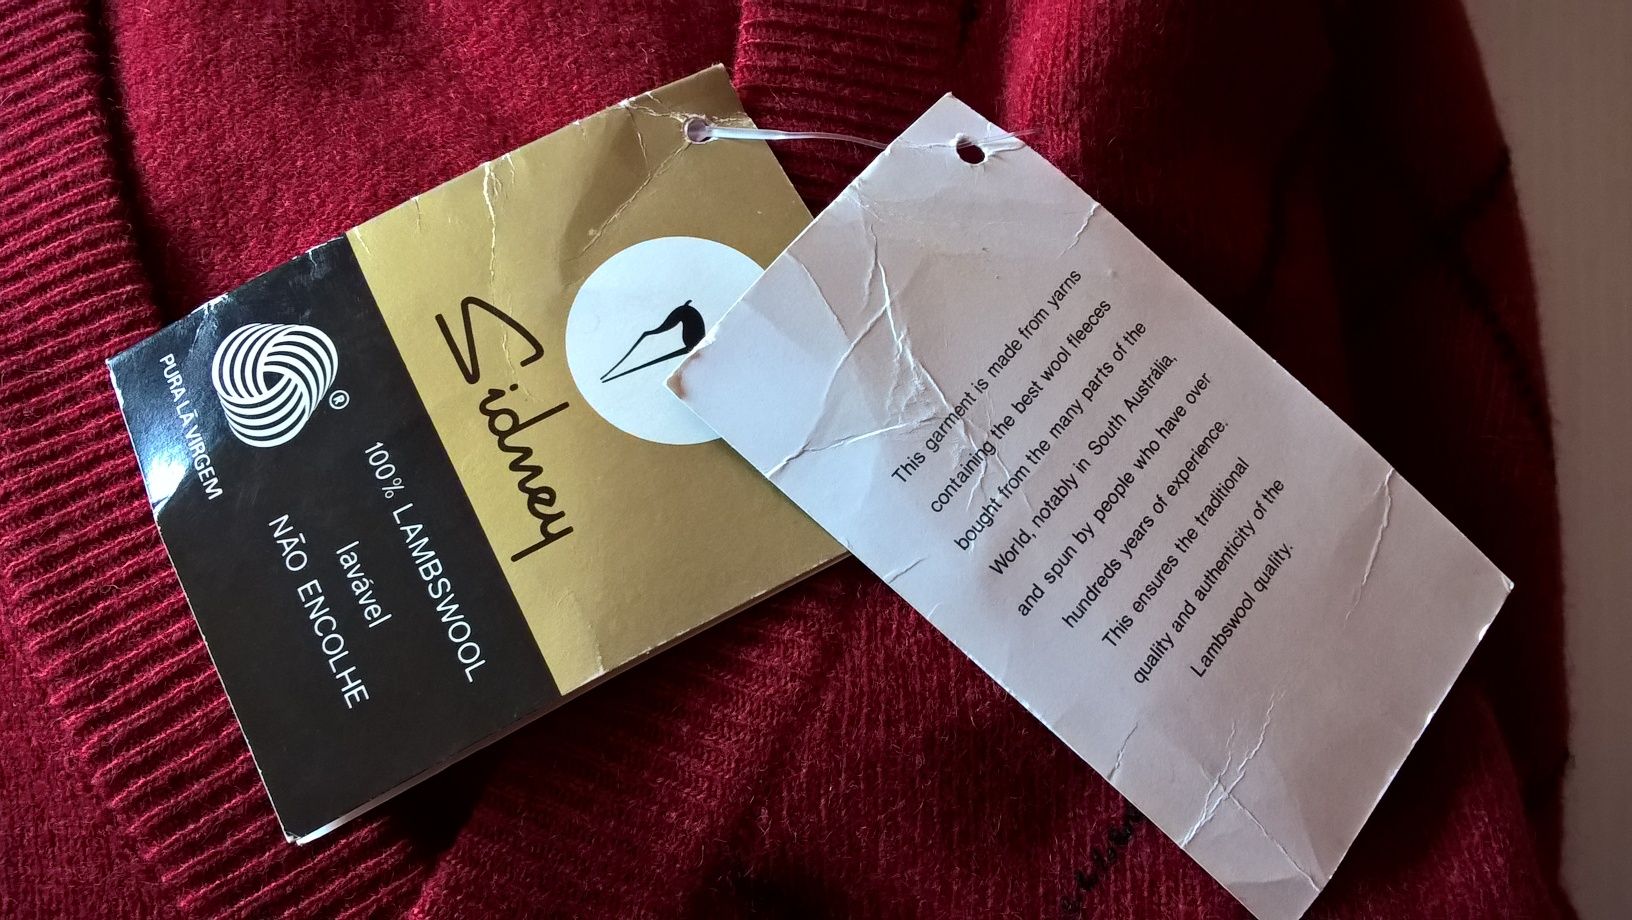 Sidney
®
PURA LÃ VIRGEM
100% LAMBSWOOL
lavável
NÃO ENCOLHE
This garment is made from yarns
containing the best wool fleeces
bought from the many parts of the
World, notably in South Australia,
and spun by people who have over
hundreds years of experience.
This ensures the traditional
quality and authenticity of the
Lambswool quality.